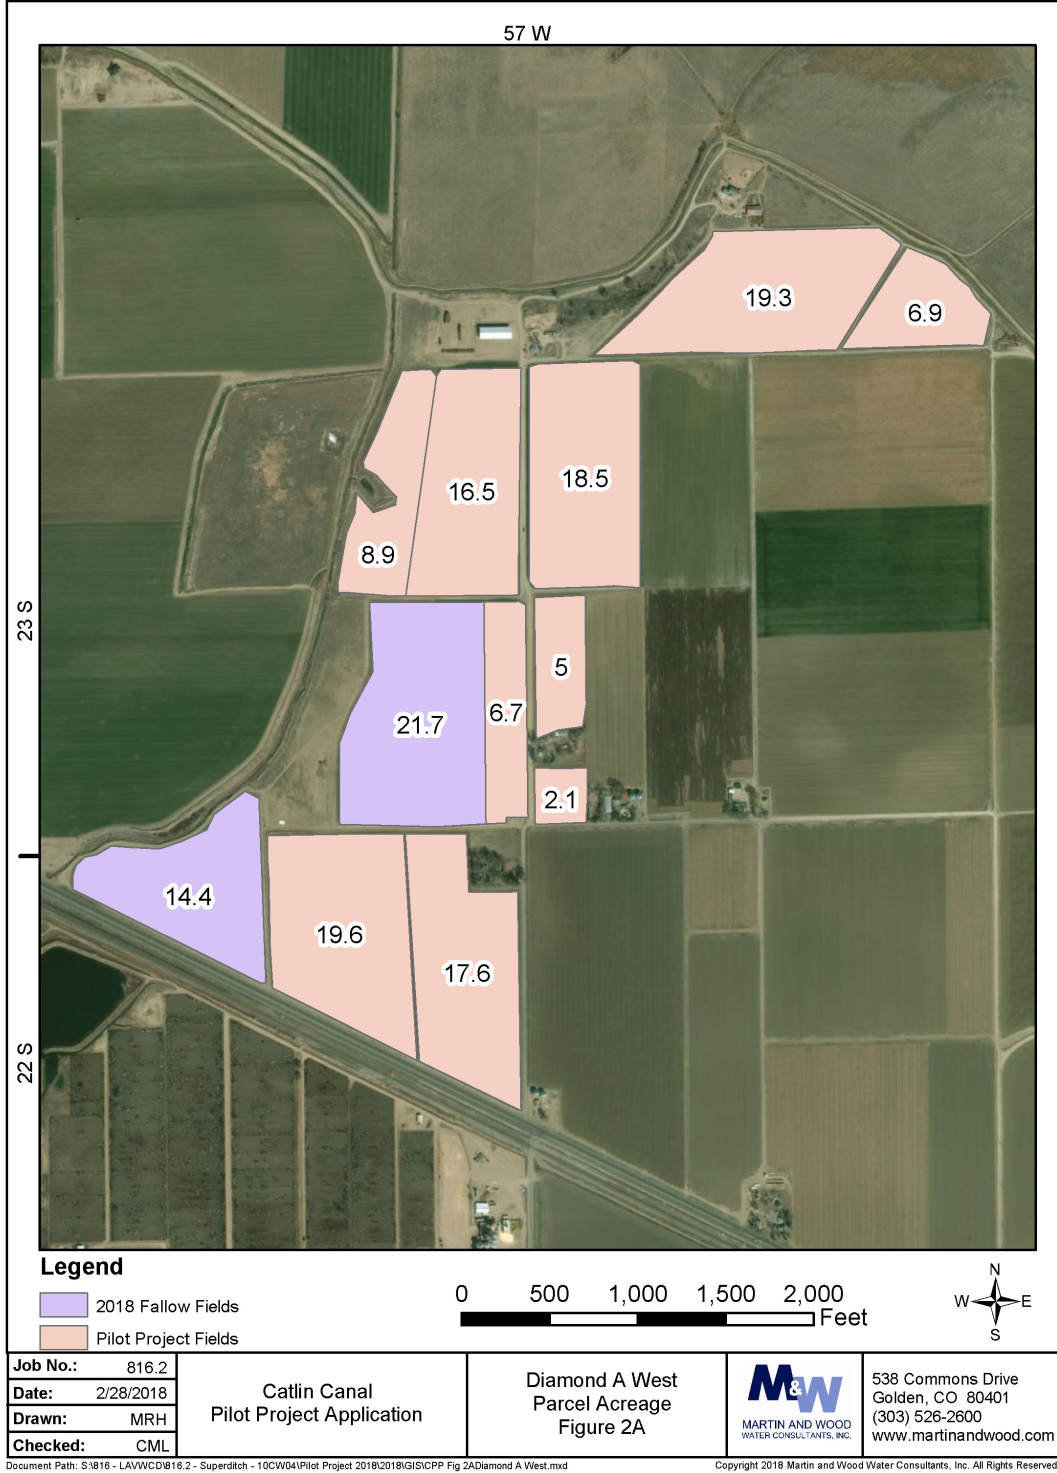 57 W
19.3
6.9
16.5
18.5
8.9
23 S
5
21.7
6.7
2.1
14.4
19.6
17.6
22 S
Legend
2018 Fallow Fields
Pilot Project Fields
0 500 1,000 1,500 2,000
Feet
N
W E
S
Job No.: 816.2
Date: 2/28/2018
Drawn: MRH
Checked: CML
Catlin Canal
Pilot Project Application
Diamond A West
Parcel Acreage
Figure 2A
M&W
MARTIN AND WOOD
WATER CONSULTANTS, INC.
538 Commons Drive
Golden, CO 80401
(303) 526-2600
www.martinandwood.com
Document Path: S:\816 - LAVWCD\816.2 - Superditch - 10CW04\Pilot Project 2018\2018\GIS\CPP Fig 2ADiamond A West.mxd
Copyright 2018 Martin and Wood Water Consultants, Inc. All Rights Reserved